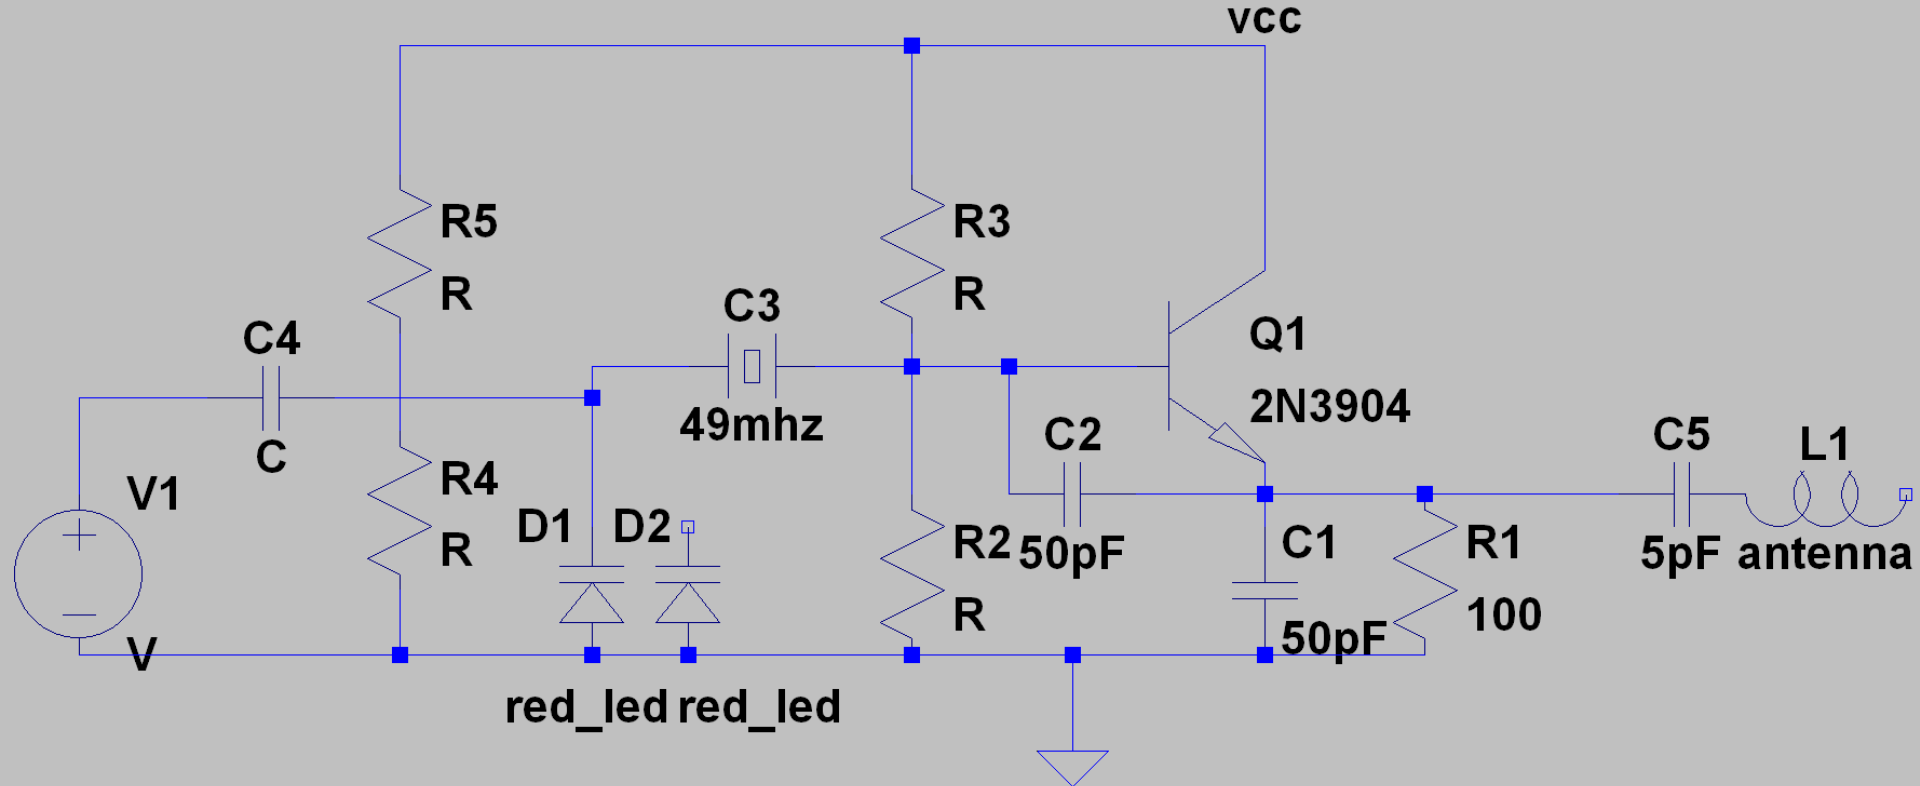 vcc
R5
R
R3
R
C3
49mhz
C4
C
Q1
2N3904
C2
50pF
C5
5pF
L1
antenna
V1
V
R4
R
D1
D2
red_led
red_led
R2
R
C1
50pF
R1
100